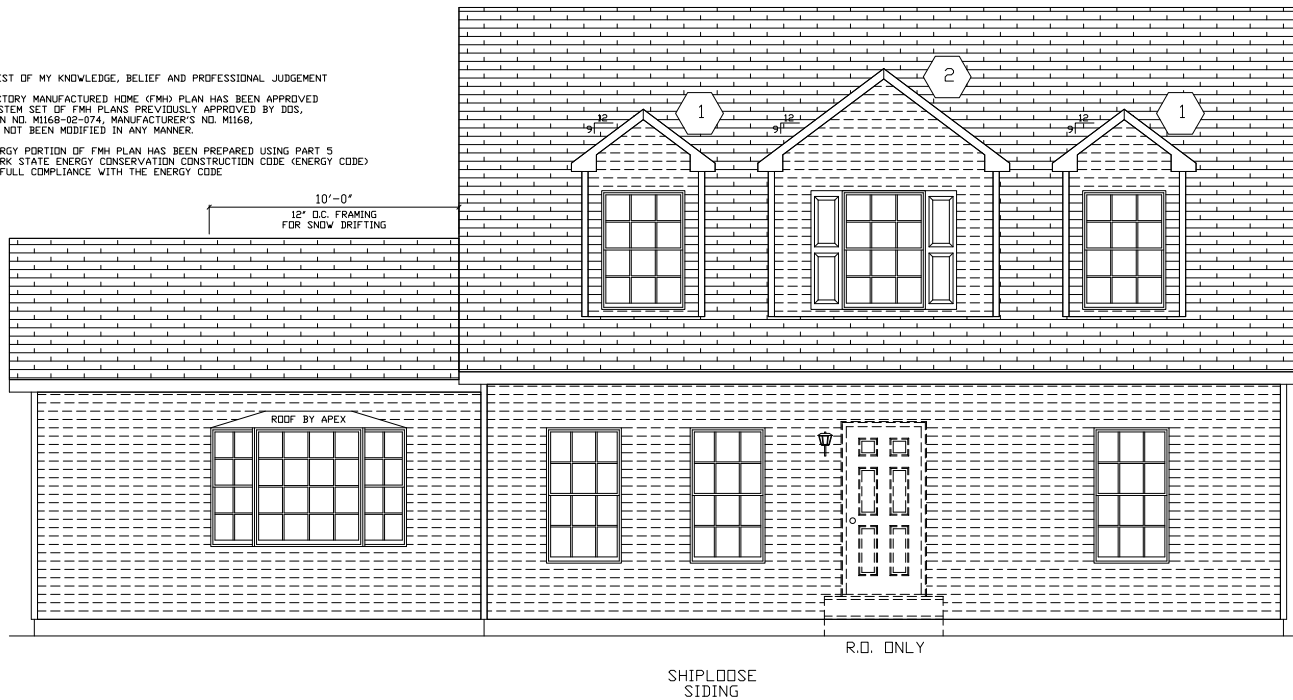 EST OF MY KNOWLEDGE, BELIEF AND PROFESSIONAL JUDGEMENT
CTORY MANUFACTURED HOME (FMH) PLAN HAS BEEN APPROVED
STEM SET OF FMH PLANS PREVIOUSLY APPROVED BY DOS,
AN NO. M1168-02-074, MANUFACTURER'S NO. M1168,
NOT BEEN MODIFIED IN ANY MANNER.
ERGY PORTION OF FMH PLAN HAS BEEN PREPARED USING PART 5
RK STATE ENERGY CONSERVATION CONSTRUCTION CODE (ENERGY CODE)
FULL COMPLIANCE WITH THE ENERGY CODE
10'-0"
12" O.C. FRAMING
FOR SNOW DRIFTING
2
1
1
12
9
12
9
12
9
ROOF BY APEX
R.O. ONLY
SHIPLOOSE
SIDING